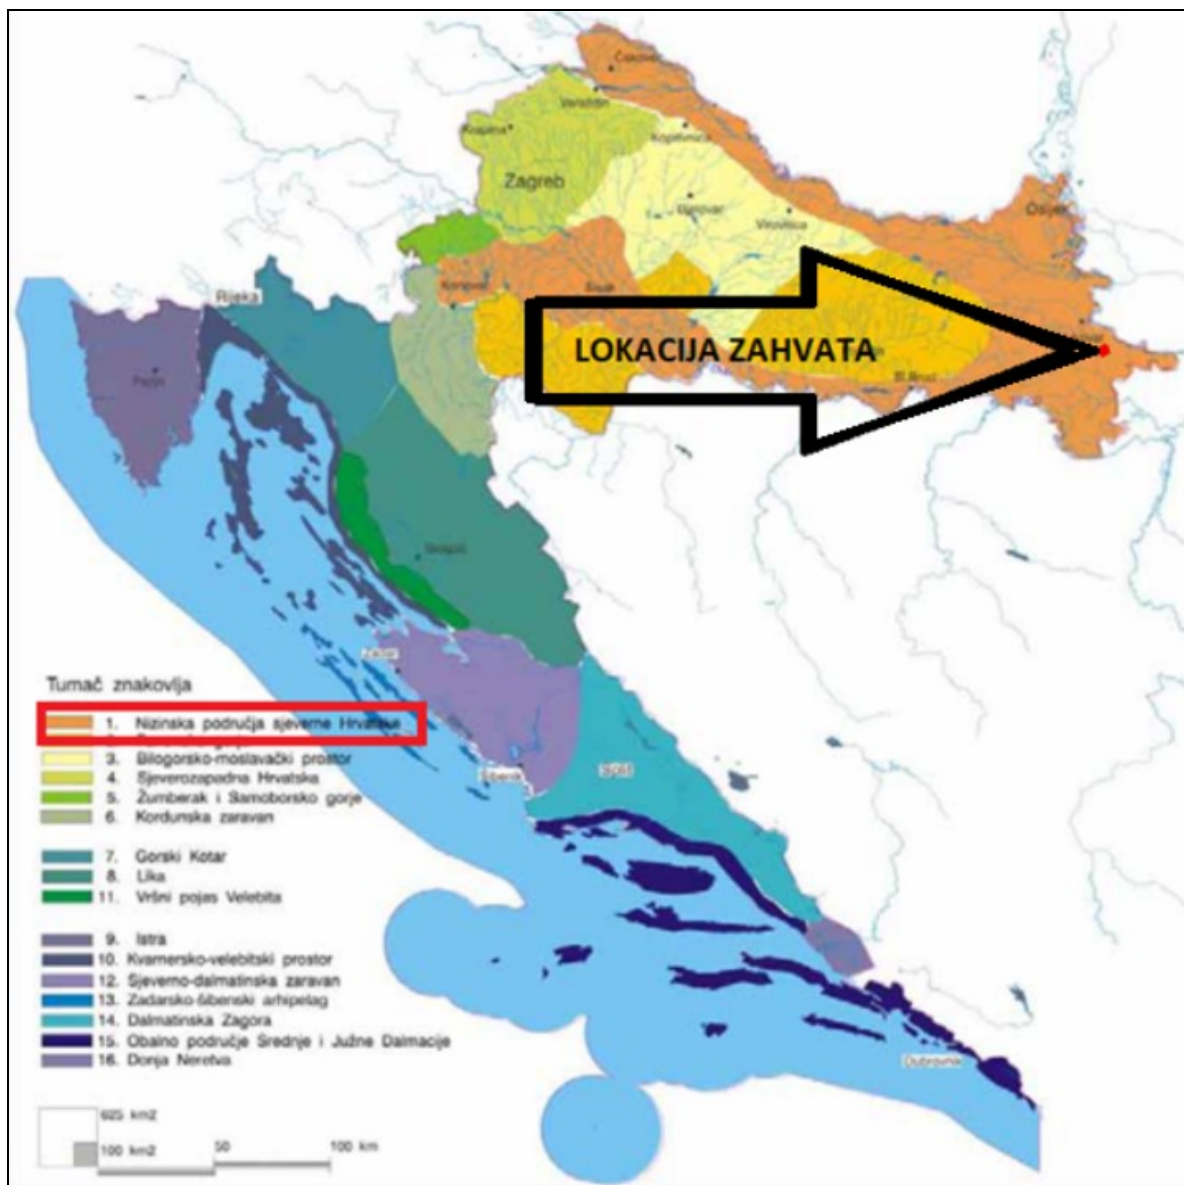 Čakovec
Varaždin
Krapina
Koprivnica
Zagreb
Bjelovar
Virovitica
Osijek
Rijeka
Karlovac
Sisak
LOKACIJA ZAHVATA
Sl.Brod
Pazin
Gospić
Zadar
Šibenik
Split
Dubrovnik
Tumač znakovlja
1. Nizinska područja sjeverne Hrvatske
3. Bilogorsko-moslavački prostor
4. Sjeverozapadna Hrvatska
5. Žumberak i Samoborsko gorje
6. Kordunska zaravan
7. Gorski Kotar
8. Lika
11. Vršni pojas Velebita
9. Istra
10. Kvarnersko-velebitski prostor
12. Sjeverno-dalmatinska zaravan
13. Zadarsko-šibenski arhipelag
14. Dalmatinska Zagora
15. Obalno područje Srednje i Južne Dalmacije
16. Donja Neretva
625 km2
100 km2
50
100 km